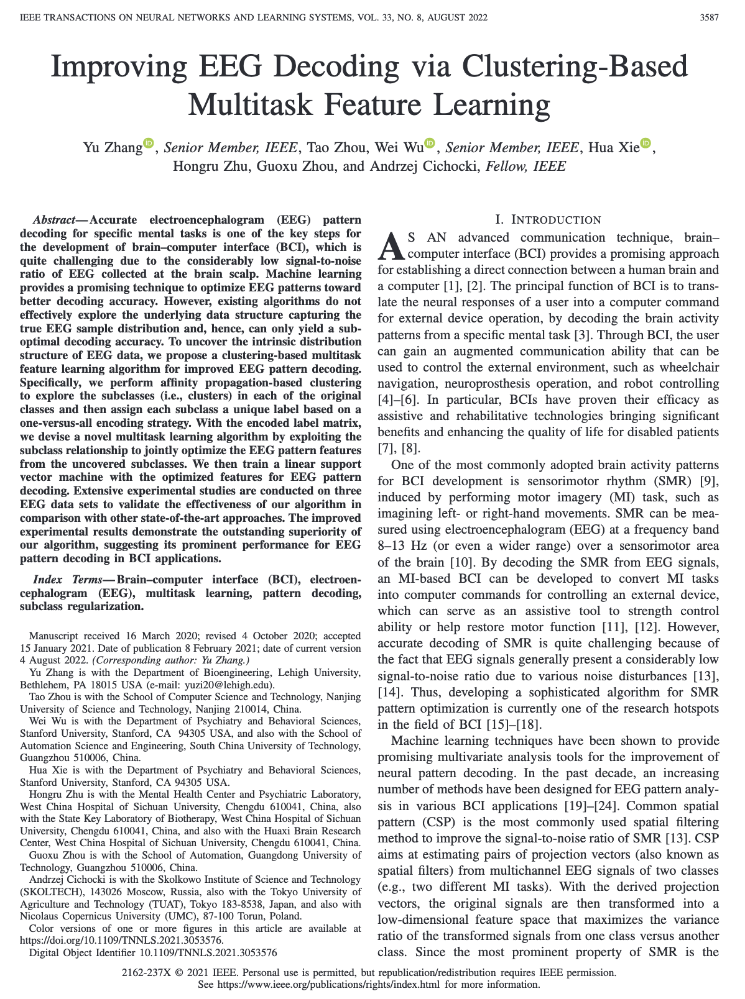 IEEE TRANSACTIONS ON NEURAL NETWORKS AND LEARNING SYSTEMS, VOL. 33, NO. 8, AUGUST 2022 3587
Improving EEG Decoding via Clustering-Based
Multitask Feature Learning
Yu Zhang, Senior Member, IEEE, Tao Zhou, Wei Wu, Senior Member, IEEE, Hua Xie,
Hongru Zhu, Guoxu Zhou, and Andrzej Cichocki, Fellow, IEEE
Abstract—Accurate electroencephalogram (EEG) pattern
decoding for specific mental tasks is one of the key steps for
the development of brain–computer interface (BCI), which is
quite challenging due to the considerably low signal-to-noise
ratio of EEG collected at the brain scalp. Machine learning
provides a promising technique to optimize EEG patterns toward
better decoding accuracy. However, existing algorithms do not
effectively explore the underlying data structure capturing the
true EEG sample distribution and, hence, can only yield a sub-
optimal decoding accuracy. To uncover the intrinsic distribution
structure of EEG data, we propose a clustering-based multitask
feature learning algorithm for improved EEG pattern decoding.
Specifically, we perform affinity propagation-based clustering
to explore the subclasses (i.e., clusters) in each of the original
classes and then assign each subclass a unique label based on a
one-versus-all encoding strategy. With the encoded label matrix,
we devise a novel multitask learning algorithm by exploiting the
subclass relationship to jointly optimize the EEG pattern features
from the uncovered subclasses. We then train a linear support
vector machine with the optimized features for EEG pattern
decoding. Extensive experimental studies are conducted on three
EEG data sets to validate the effectiveness of our algorithm in
comparison with other state-of-the-art approaches. The improved
experimental results demonstrate the outstanding superiority of
our algorithm, suggesting its prominent performance for EEG
pattern decoding in BCI applications.
Index Terms—Brain–computer interface (BCI), electroen-
cephalogram (EEG), multitask learning, pattern decoding,
subclass regularization.
Manuscript received 16 March 2020; revised 4 October 2020; accepted
15 January 2021. Date of publication 8 February 2021; date of current version
4 August 2022. (Corresponding author: Yu Zhang.)
Yu Zhang is with the Department of Bioengineering, Lehigh University,
Bethlehem, PA 18015 USA (e-mail: yuzi20@lehigh.edu).
Tao Zhou is with the School of Computer Science and Technology, Nanjing
University of Science and Technology, Nanjing 210014, China.
Wei Wu is with the Department of Psychiatry and Behavioral Sciences,
Stanford University, Stanford, CA 94305 USA, and also with the School of
Automation Science and Engineering, South China University of Technology,
Guangzhou 510006, China.
Hua Xie is with the Department of Psychiatry and Behavioral Sciences,
Stanford University, Stanford, CA 94305 USA.
Hongru Zhu is with the Mental Health Center and Psychiatric Laboratory,
West China Hospital of Sichuan University, Chengdu 610041, China, also
with the State Key Laboratory of Biotherapy, West China Hospital of Sichuan
University, Chengdu 610041, China, and also with the Huaxi Brain Research
Center, West China Hospital of Sichuan University, Chengdu 610041, China.
Guoxu Zhou is with the School of Automation, Guangdong University of
Technology, Guangzhou 510006, China.
Andrzej Cichocki is with the Skolkowo Institute of Science and Technology
(SKOLTECH), 143026 Moscow, Russia, also with the Tokyo University of
Agriculture and Technology (TUAT), Tokyo 183-8538, Japan, and also with
Nicolaus Copernicus University (UMC), 87-100 Torun, Poland.
Color versions of one or more figures in this article are available at
https://doi.org/10.1109/TNNLS.2021.3053576.
Digital Object Identifier 10.1109/TNNLS.2021.3053576
I. INTRODUCTION
AS AN advanced communication technique, brain–
computer interface (BCI) provides a promising approach
for establishing a direct connection between a human brain and
a computer [1], [2]. The principal function of BCI is to trans-
late the neural responses of a user into a computer command
for external device operation, by decoding the brain activity
patterns from a specific mental task [3]. Through BCI, the user
can gain an augmented communication ability that can be
used to control the external environment, such as wheelchair
navigation, neuroprosthesis operation, and robot controlling
[4]–[6]. In particular, BCIs have proven their efficacy as
assistive and rehabilitative technologies bringing significant
benefits and enhancing the quality of life for disabled patients
[7], [8].
One of the most commonly adopted brain activity patterns
for BCI development is sensorimotor rhythm (SMR) [9],
induced by performing motor imagery (MI) task, such as
imagining left- or right-hand movements. SMR can be mea-
sured using electroencephalogram (EEG) at a frequency band
8–13 Hz (or even a wider range) over a sensorimotor area
of the brain [10]. By decoding the SMR from EEG signals,
an MI-based BCI can be developed to convert MI tasks
into computer commands for controlling an external device,
which can serve as an assistive tool to strength control
ability or help restore motor function [11], [12]. However,
accurate decoding of SMR is quite challenging because of
the fact that EEG signals generally present a considerably low
signal-to-noise ratio due to various noise disturbances [13],
[14]. Thus, developing a sophisticated algorithm for SMR
pattern optimization is currently one of the research hotspots
in the field of BCI [15]–[18].
Machine learning techniques have been shown to provide
promising multivariate analysis tools for the improvement of
neural pattern decoding. In the past decade, an increasing
number of methods have been designed for EEG pattern analy-
sis in various BCI applications [19]–[24]. Common spatial
pattern (CSP) is the most commonly used spatial filtering
method to improve the signal-to-noise ratio of SMR [13]. CSP
aims at estimating pairs of projection vectors (also known as
spatial filters) from multichannel EEG signals of two classes
(e.g., two different MI tasks). With the derived projection
vectors, the original signals are then transformed into a
low-dimensional feature space that maximizes the variance
ratio of the transformed signals from one class versus another
class. Since the most prominent property of SMR is the
2162-237X © 2021 IEEE. Personal use is permitted, but republication/redistribution requires IEEE permission.
See https://www.ieee.org/publications/rights/index.html for more information.